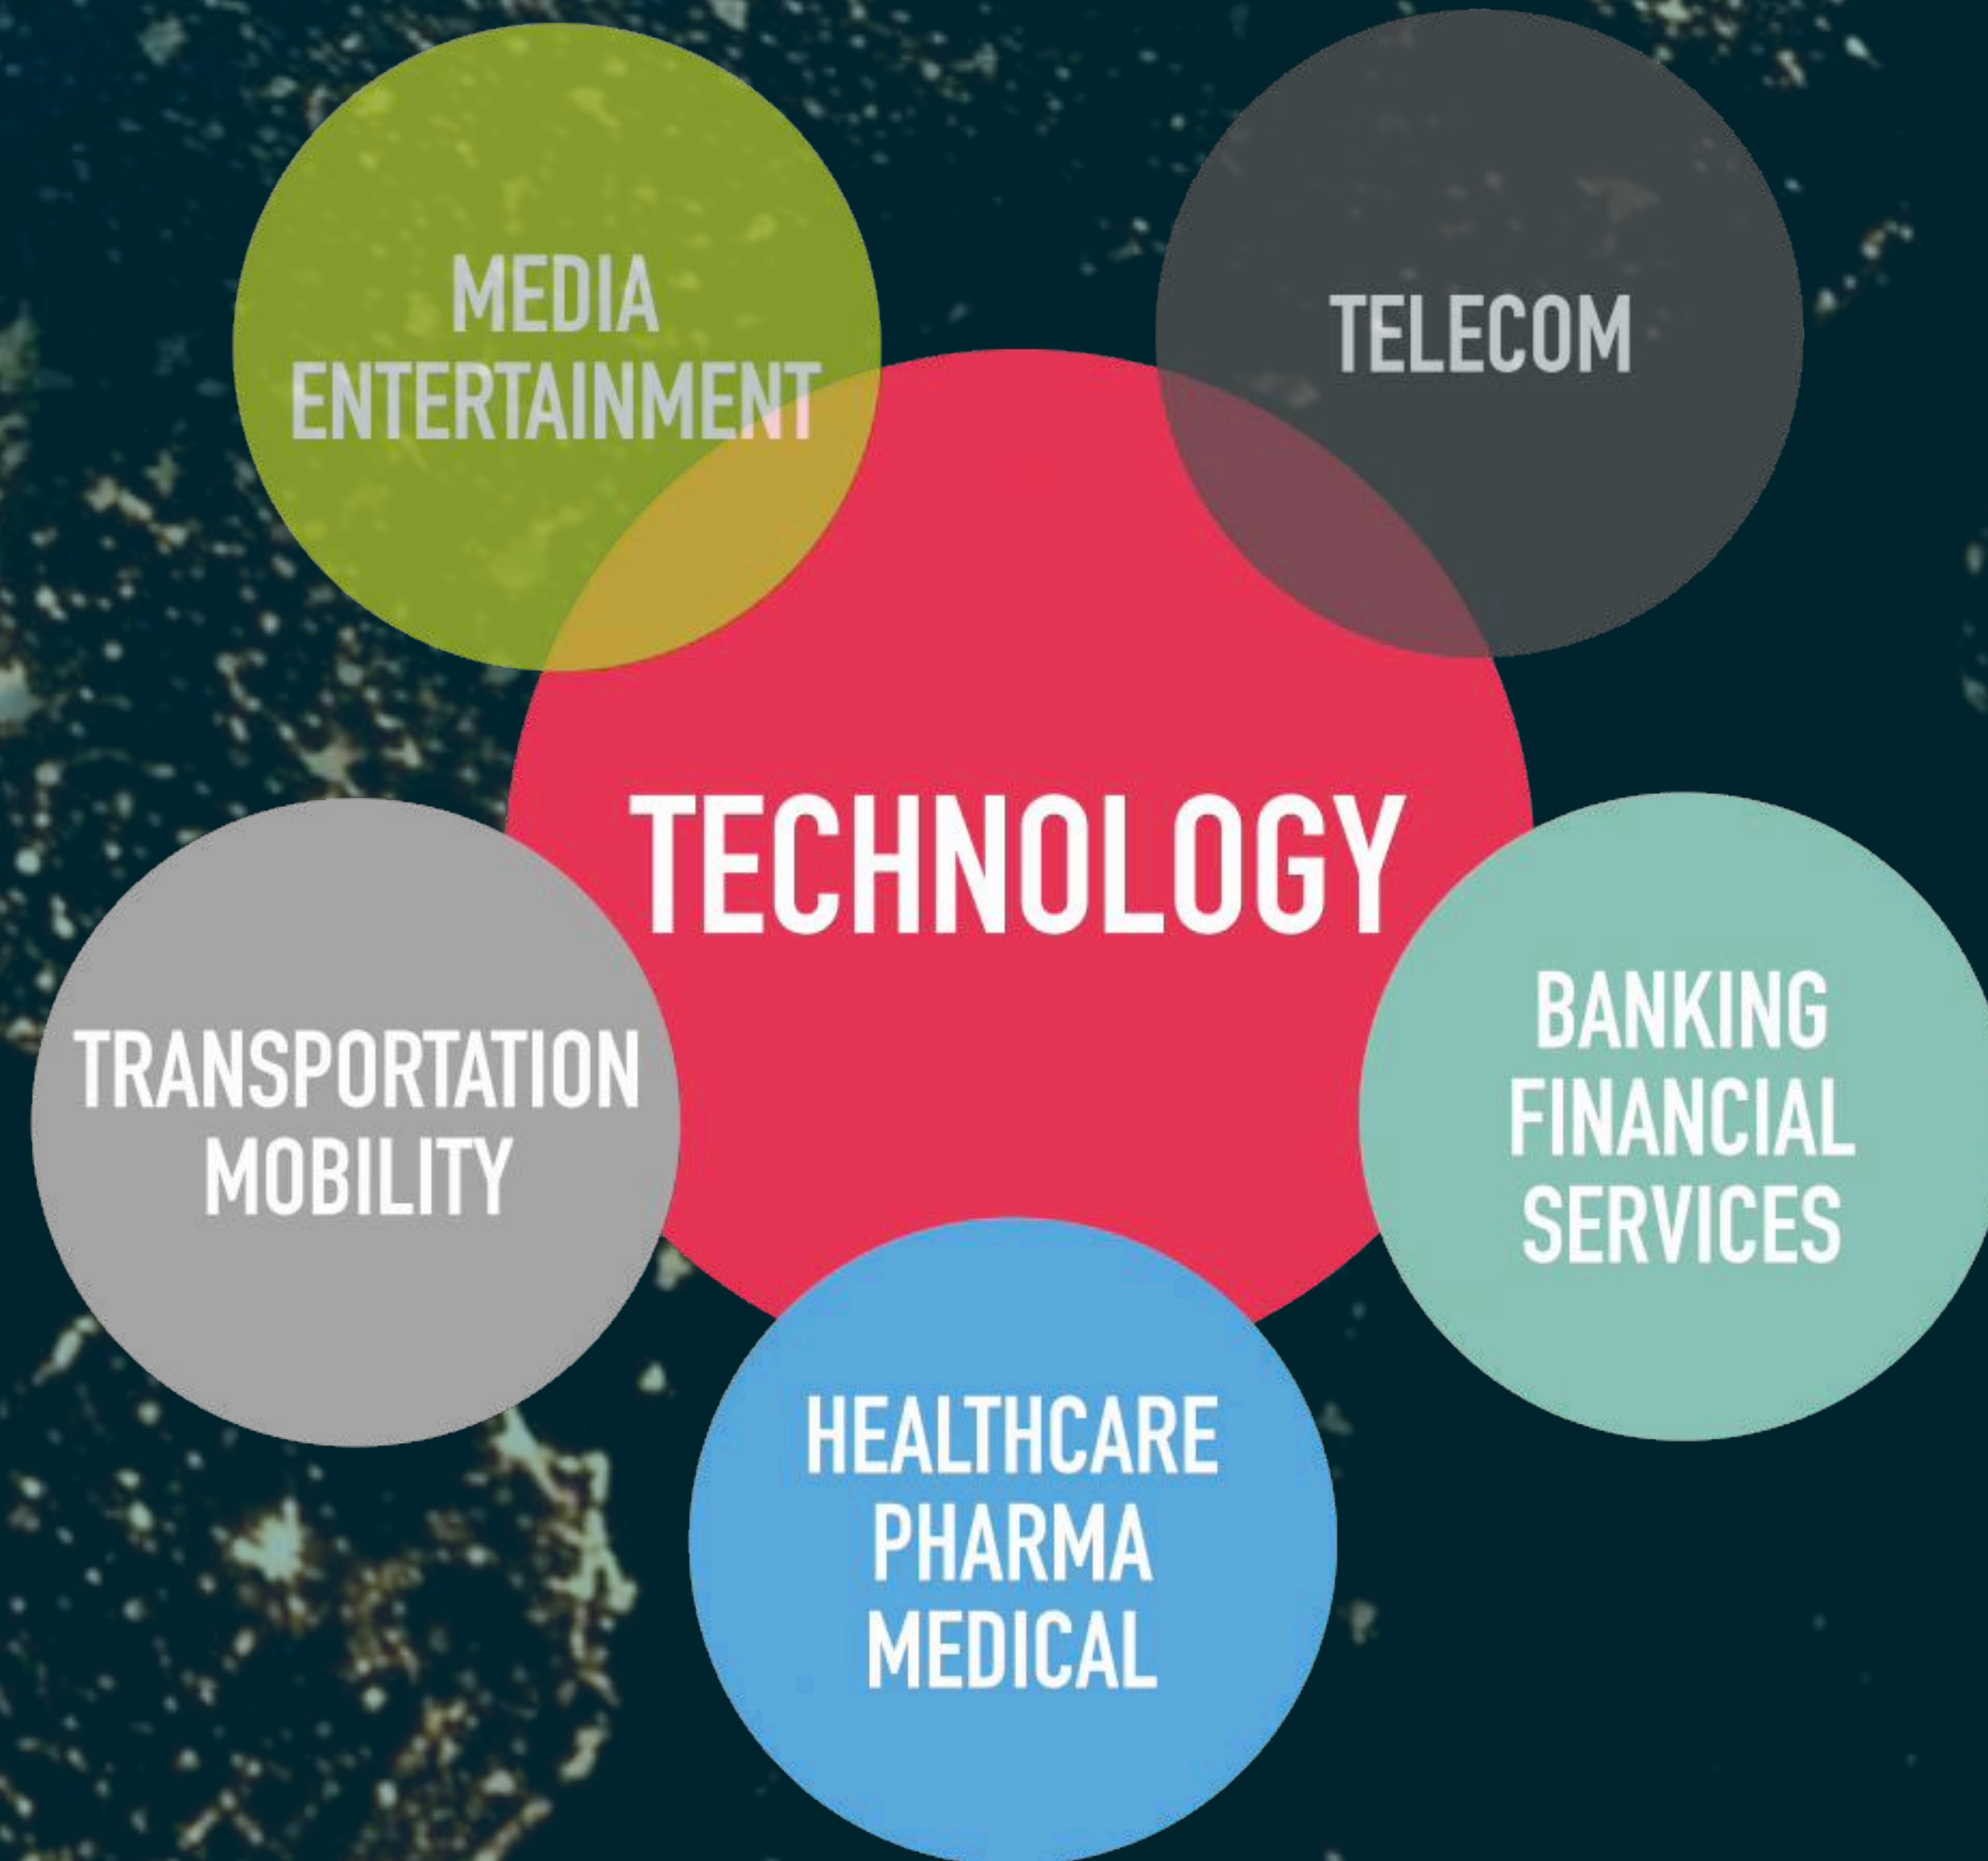 MEDIA
ENTERTAINMENT
TELECOM
TECHNOLOGY
TRANSPORTATION
MOBILITY
BANKING
FINANCIAL
SERVICES
HEALTHCARE
PHARMA
MEDICAL